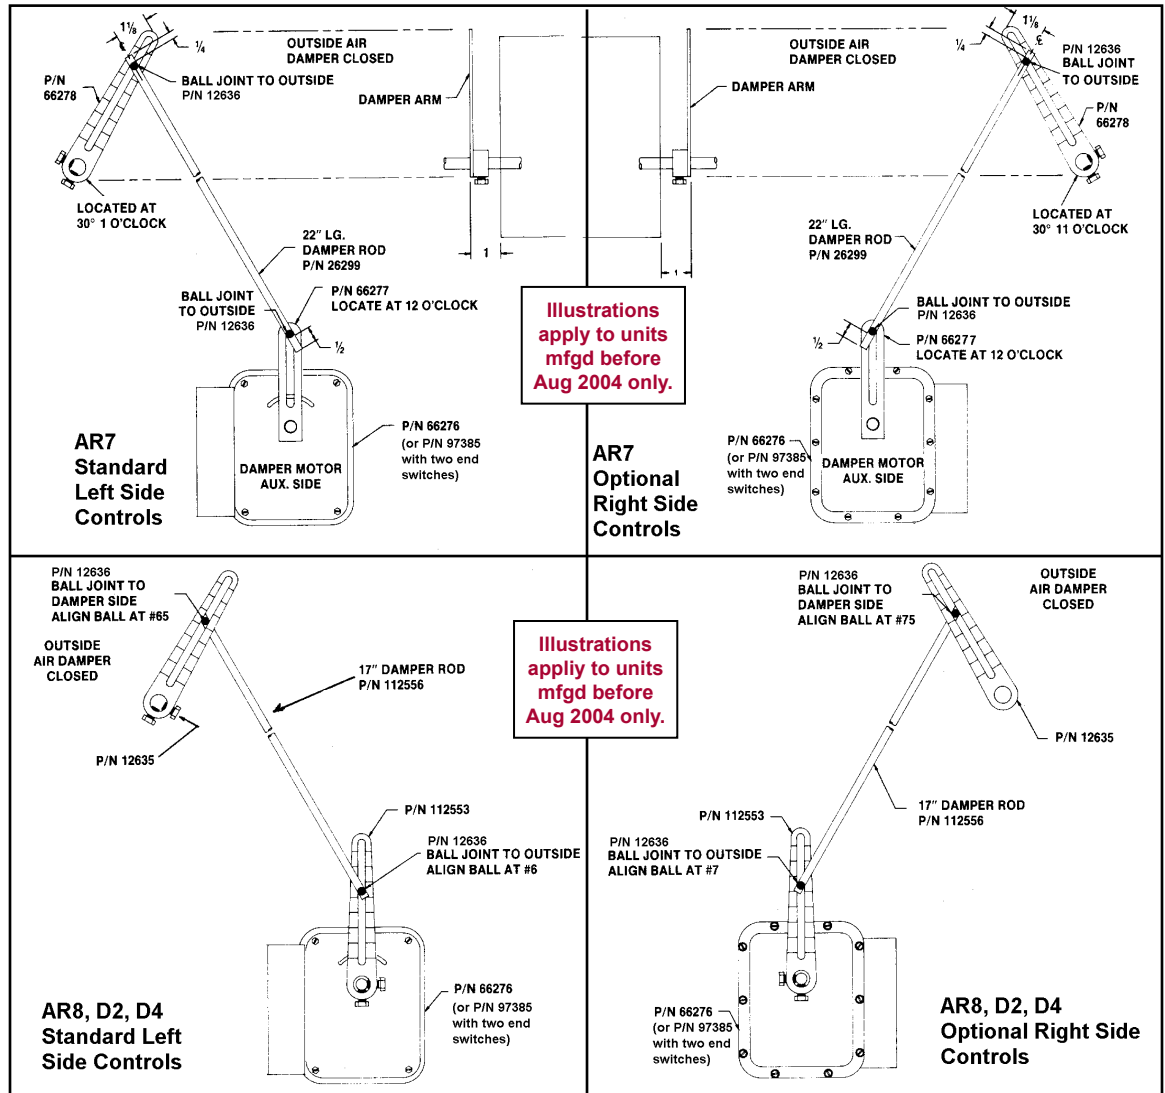 1 1/8
℄
1/4
P/N
66278
BALL JOINT TO OUTSIDE
P/N 12636
LOCATED AT
30° 1 O'CLOCK
OUTSIDE AIR
DAMPER CLOSED
DAMPER ARM
1
22" LG.
DAMPER ROD
P/N 26299
P/N 66277
LOCATE AT 12 O'CLOCK
BALL JOINT
TO OUTSIDE
P/N 12636
1/2
P/N 66276
(or P/N 97385
with two end
switches)
DAMPER MOTOR
AUX. SIDE
AR7
Standard
Left Side
Controls
OUTSIDE AIR
DAMPER CLOSED
DAMPER ARM
1
1 1/8
℄
1/4
P/N 12636
BALL JOINT
TO OUTSIDE
P/N
66278
LOCATED AT
30° 11 O'CLOCK
22" LG.
DAMPER ROD
P/N 26299
BALL JOINT TO OUTSIDE
P/N 12636
1/2
P/N 66277
LOCATE AT 12 O'CLOCK
P/N 66276
(or P/N 97385
with two end
switches)
DAMPER MOTOR
AUX. SIDE
AR7
Optional
Right Side
Controls
Illustrations
apply to units
mfgd before
Aug 2004 only.
P/N 12636
BALL JOINT TO
DAMPER SIDE
ALIGN BALL AT #65
OUTSIDE
AIR DAMPER
CLOSED
17" DAMPER ROD
P/N 112556
P/N 12635
P/N 112553
P/N 12636
BALL JOINT TO OUTSIDE
ALIGN BALL AT #6
P/N 66276
(or P/N 97385
with two end
switches)
AR8, D2, D4
Standard Left
Side Controls
Illustrations
appliy to units
mfgd before
Aug 2004 only.
P/N 12636
BALL JOINT TO
DAMPER SIDE
ALIGN BALL AT #75
OUTSIDE
AIR DAMPER
CLOSED
P/N 12635
17" DAMPER ROD
P/N 112556
P/N 112553
P/N 12636
BALL JOINT TO OUTSIDE
ALIGN BALL AT #7
P/N 66276
(or P/N 97385
with two end
switches)
AR8, D2, D4
Optional Right Side
Controls